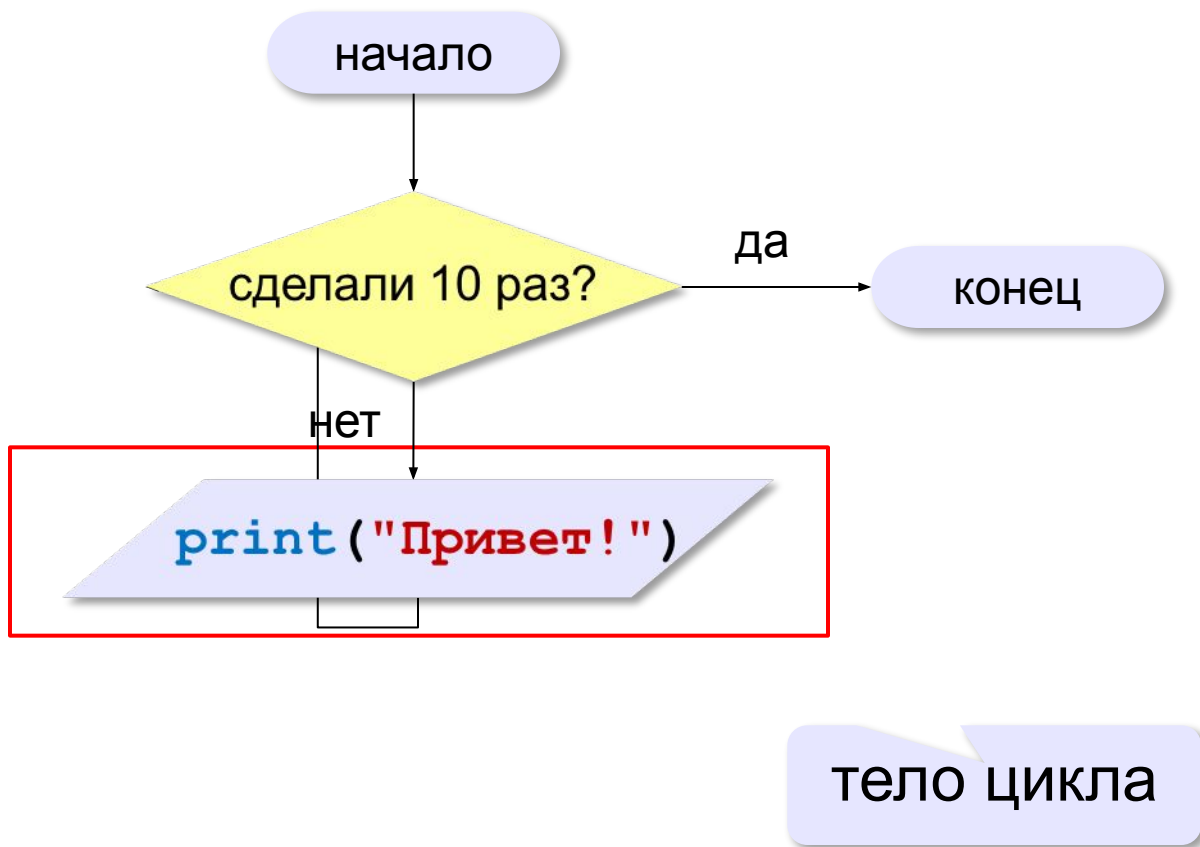 начало
сделали 10 раз?
да
конец
нет
print("Привет!")
тело цикла